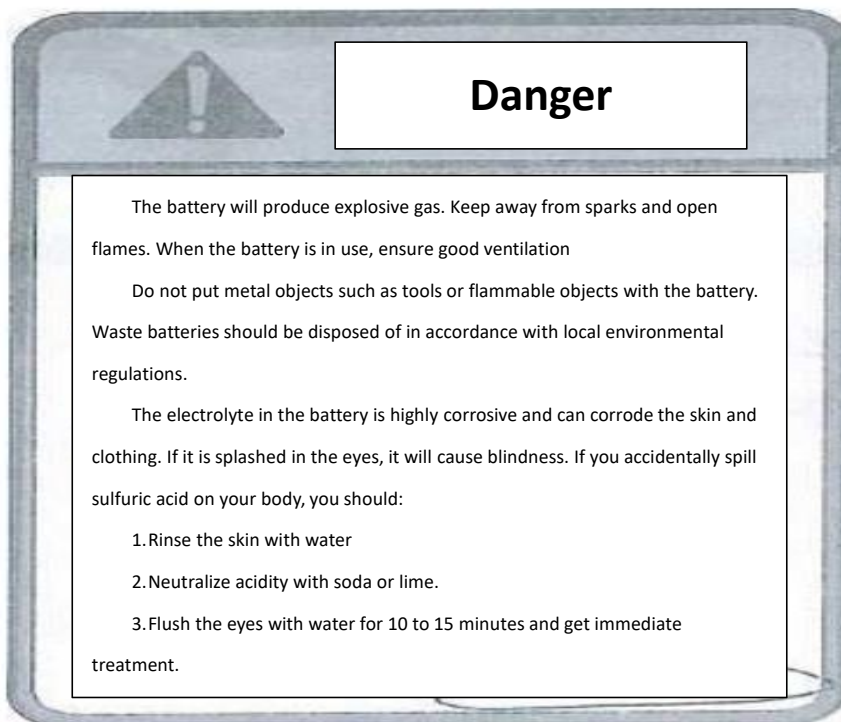 Danger
The battery will produce explosive gas. Keep away from sparks and open
flames. When the battery is in use, ensure good ventilation
Do not put metal objects such as tools or flammable objects with the battery.
Waste batteries should be disposed of in accordance with local environmental
regulations.
The electrolyte in the battery is highly corrosive and can corrode the skin and
clothing. If it is splashed in the eyes, it will cause blindness. If you accidentally spill
sulfuric acid on your body, you should:
1.Rinse the skin with water
2.Neutralize acidity with soda or lime.
3.Flush the eyes with water for 10 to 15 minutes and get immediate
treatment.